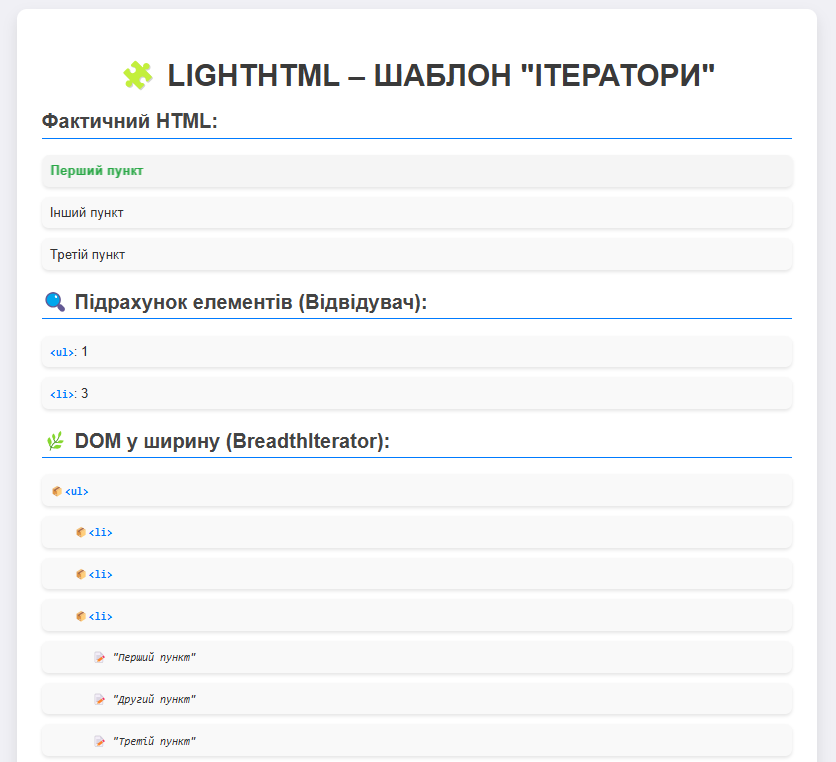 🧩 LIGHTHTML – ШАБЛОН "ІТЕРАТОРИ"
Фактичний HTML:
Перший пункт
Інший пункт
Третій пункт
🔍 Підрахунок елементів (Відвідувач):
<ul>: 1
<li>: 3
🌿 DOM у ширину (BreadthIterator):
📦<ul>
📦<li>
📦<li>
📦<li>
📝 "Перший пункт"
📝 "Другий пункт"
📝 "Третій пункт"